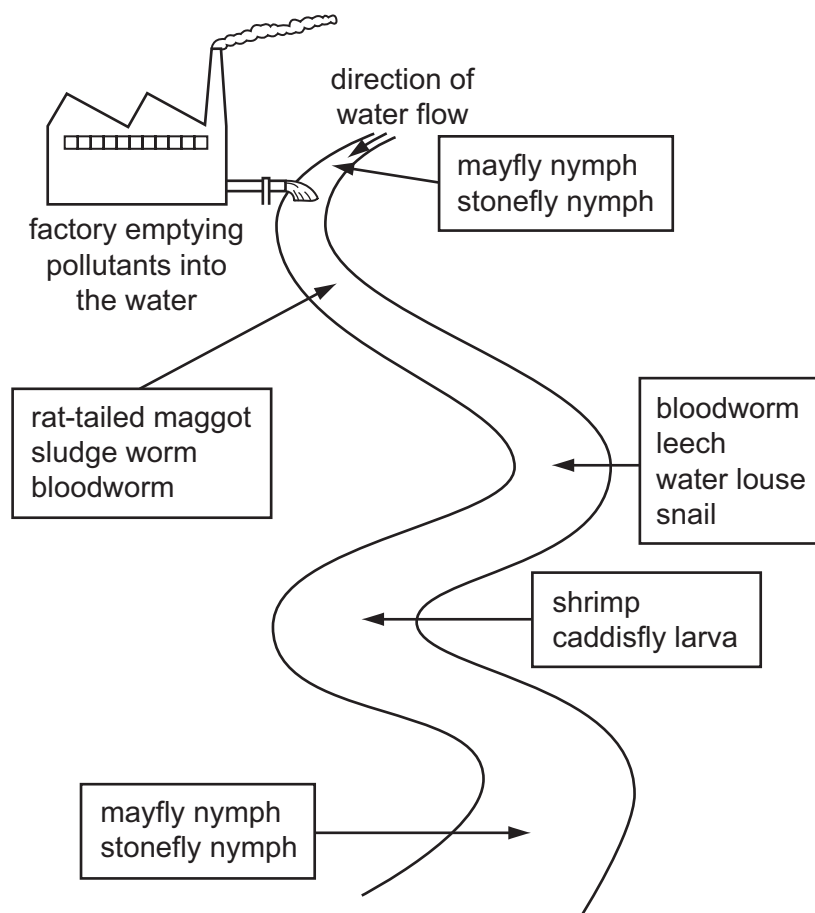 direction of
water flow
mayfly nymph
stonefly nymph
factory emptying
pollutants into
the water
rat-tailed maggot
sludge worm
bloodworm
bloodworm
leech
water louse
snail
shrimp
caddisfly larva
mayfly nymph
stonefly nymph